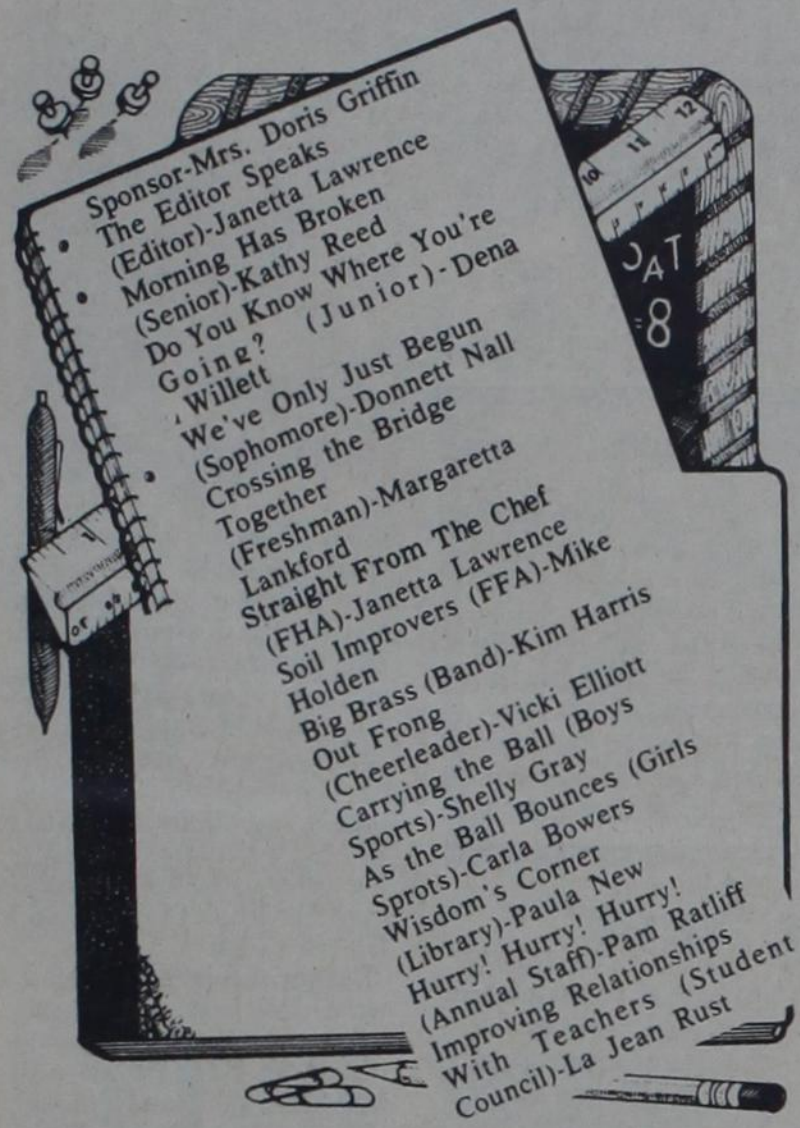 Sponsor-Mrs. Doris Griffin
The Editor Speaks
(Editor)-Janetta Lawrence
Morning Has Broken
(Senior)-Kathy Reed
Do You Know Where You're
Going? (Junior)-Dena
Willett
We've Only Just Begun
(Sophomore)-Donnett Nall
Crossing the Bridge
Together
(Freshman)-Margaretta
Lankford
Straight From The Chef
(FHA)-Janetta Lawrence
Soil Improvers (FFA)-Mike
Holden
Big Brass (Band)-Kim Harris
Out Frong
(Cheerleader)-Vicki Elliott
Carrying the Ball (Boys
Sports)-Shelly Gray
As the Ball Bounces (Girls
Sprots)-Carla Bowers
Wisdom's Corner
(Library)-Paula New
Hurry! Hurry! Hurry!
(Annual Staff)-Pam Ratliff
Improving Relationships
With Teachers (Student
Council)-La Jean Rust
10 11 12
AT
8